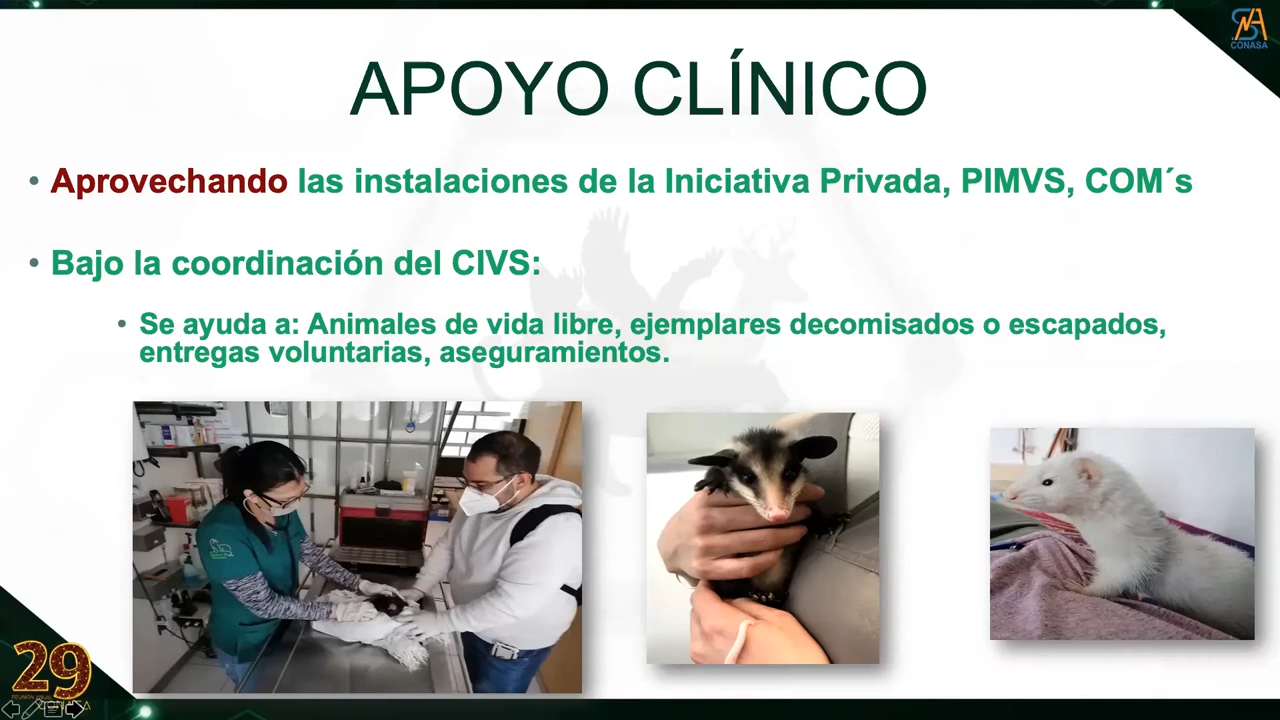 CONASA
APOYO CLÍNICO
• Aprovechando las instalaciones de la Iniciativa Privada, PIMVS, COM´s
• Bajo la coordinación del CIVS:
• Se ayuda a: Animales de vida libre, ejemplares decomisados o escapados,
entregas voluntarias, aseguramientos.
29